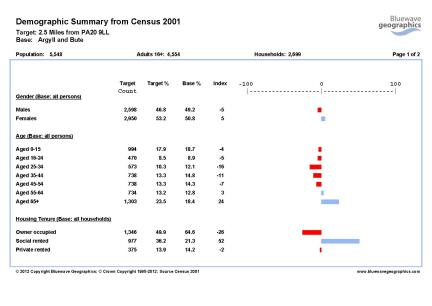 Demographic Summary from Census 2001
Bluewave geographics
Target: 2.5 Miles from PA20 9LL
Base: Argyll and Bute
Population: 5,548 Adults 16+: 4,554 Households: 2,699 Page 1 of 2
Target Target % Base % Index -100 0 100
Count
Gender (Base: all persons)
Males 2,598 46.8 49.2 -5
Females 2,950 53.2 50.8 5
Age (Base: all persons)
Aged 0-15 994 17.9 18.7 -4
Aged 16-24 470 8.5 8.9 -5
Aged 25-34 573 10.3 12.1 -15
Aged 35-44 738 13.3 14.8 -11
Aged 45-54 738 13.3 14.3 -7
Aged 55-64 734 13.2 12.8 3
Aged 65+ 1,303 23.5 18.4 24
Housing Tenure (Base: all households)
Owner occupied 1,346 49.9 64.6 -26
Social rented 977 36.2 21.3 52
Private rented 375 13.9 14.2 -2
© 2012 Copyright Bluewave Geographics; © Crown Copyright 1995-2012. Source Census 2001 www.bluewavegeographics.com